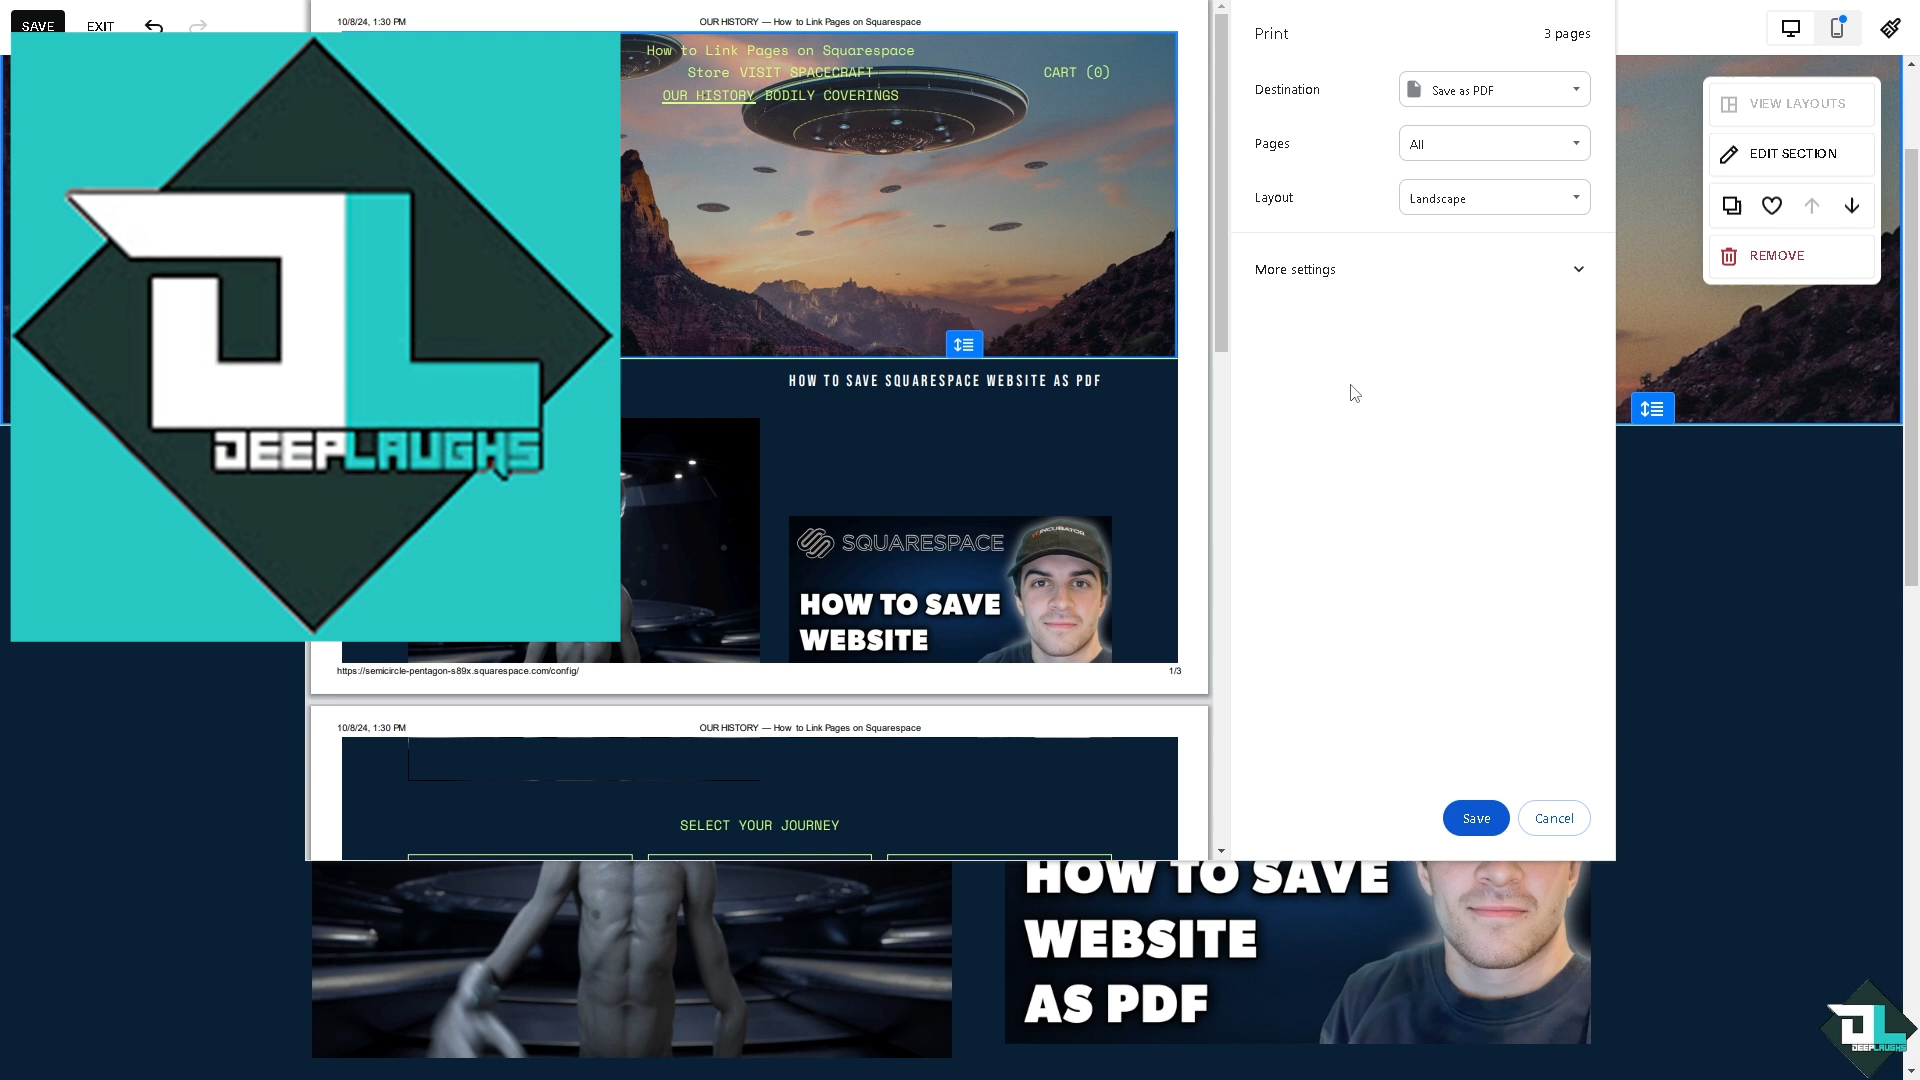 SAVE
EXIT
DEEPLAUGHS
10/8/24, 1:30 PM
OUR HISTORY — How to Link Pages on Squarespace
How to Link Pages on Squarespace
Store VISIT SPACECRAFT
CART (0)
OUR HISTORY BODILY COVERINGS
HOW TO SAVE SQUARESPACE WEBSITE AS PDF
SQUARESPACE
INCUBATOR
HOW TO SAVE
WEBSITE
https://semicircle-pentagon-s89x.squarespace.com/config/
1/3
10/8/24, 1:30 PM
OUR HISTORY — How to Link Pages on Squarespace
SELECT YOUR JOURNEY
Print
3 pages
Destination
Save as PDF
Pages
All
Layout
Landscape
More settings
Save
Cancel
VIEW LAYOUTS
EDIT SECTION
REMOVE
HOW TO SAVE
WEBSITE
AS PDF
DEEPLAUGHS